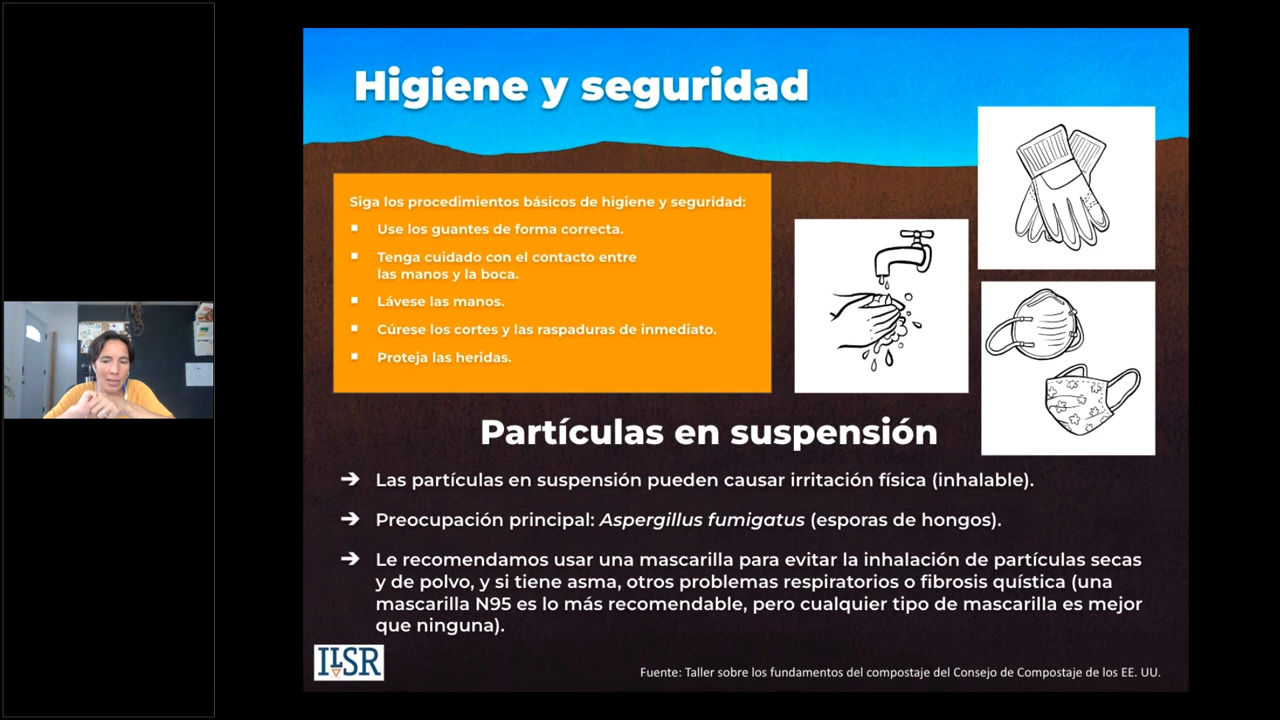 Higiene y seguridad
Siga los procedimientos básicos de higiene y seguridad:
▪ Use los guantes de forma correcta.
▪ Tenga cuidado con el contacto entre
las manos y la boca.
▪ Lávese las manos.
▪ Cúrese los cortes y las raspaduras de inmediato.
▪ Proteja las heridas.
Partículas en suspensión
➔ Las partículas en suspensión pueden causar irritación física (inhalable).
➔ Preocupación principal: Aspergillus fumigatus (esporas de hongos).
➔ Le recomendamos usar una mascarilla para evitar la inhalación de partículas secas
y de polvo, y si tiene asma, otros problemas respiratorios o fibrosis quística (una
mascarilla N95 es lo más recomendable, pero cualquier tipo de mascarilla es mejor
que ninguna).
ILSR
Fuente: Taller sobre los fundamentos del compostaje del Consejo de Compostaje de los EE. UU.